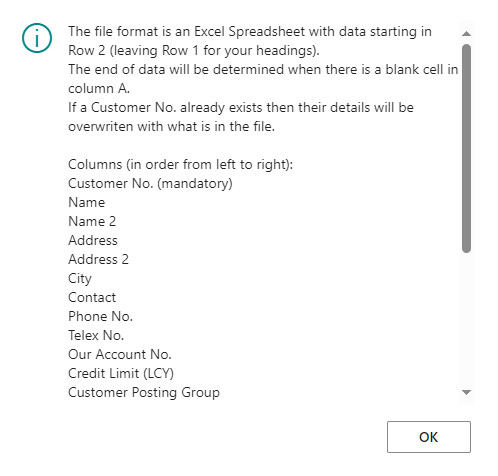 The file format is an Excel Spreadsheet with data starting in
Row 2 (leaving Row 1 for your headings).
The end of data will be determined when there is a blank cell in
column A.
If a Customer No. already exists then their details will be
overwriten with what is in the file.
Columns (in order from left to right):
Customer No. (mandatory)
Name
Name 2
Address
Address 2
City
Contact
Phone No.
Telex No.
Our Account No.
Credit Limit (LCY)
Customer Posting Group
OK